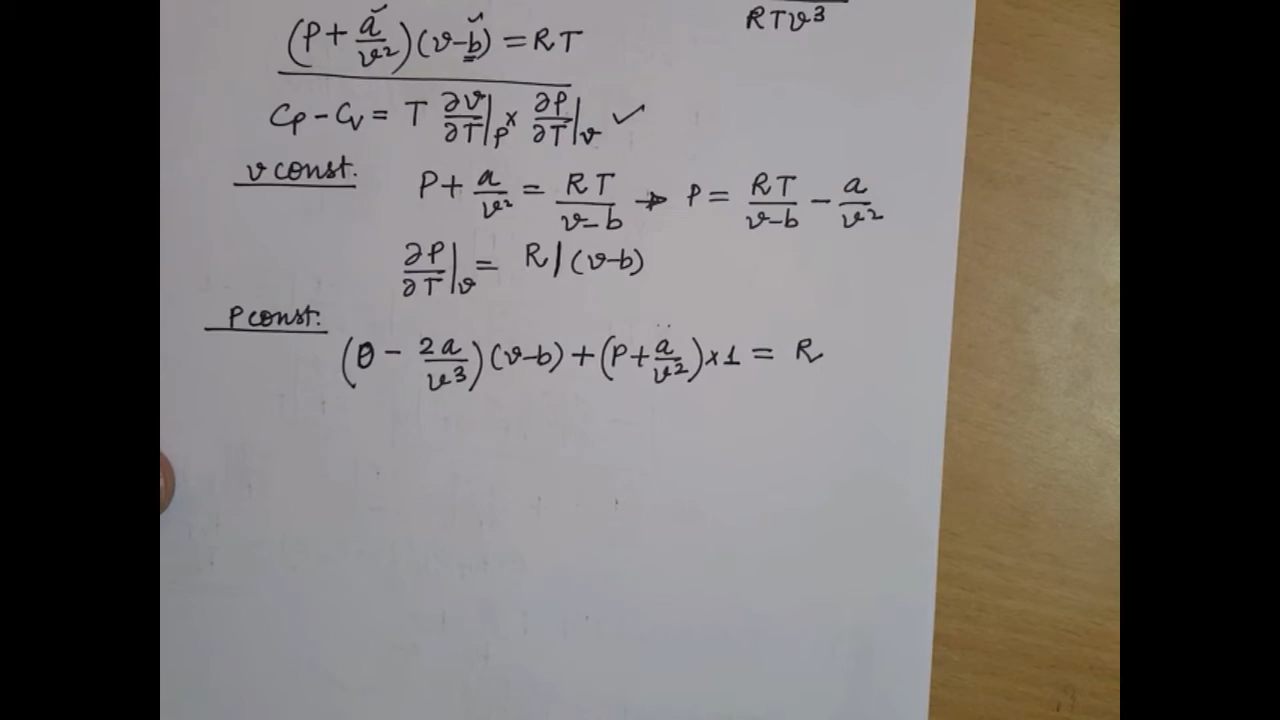 RTv³
(P + a/v²)(v-b) = RT
Cp - Cv = T ∂v/∂T|p × ∂P/∂T|v ✓
v const.
P + a/v² = RT/v-b → P = RT/v-b - a/v²
∂P/∂T|v = R/(v-b)
P const.
(0 - 2a/v³)(v-b) + (P + a/v²)×1 = R